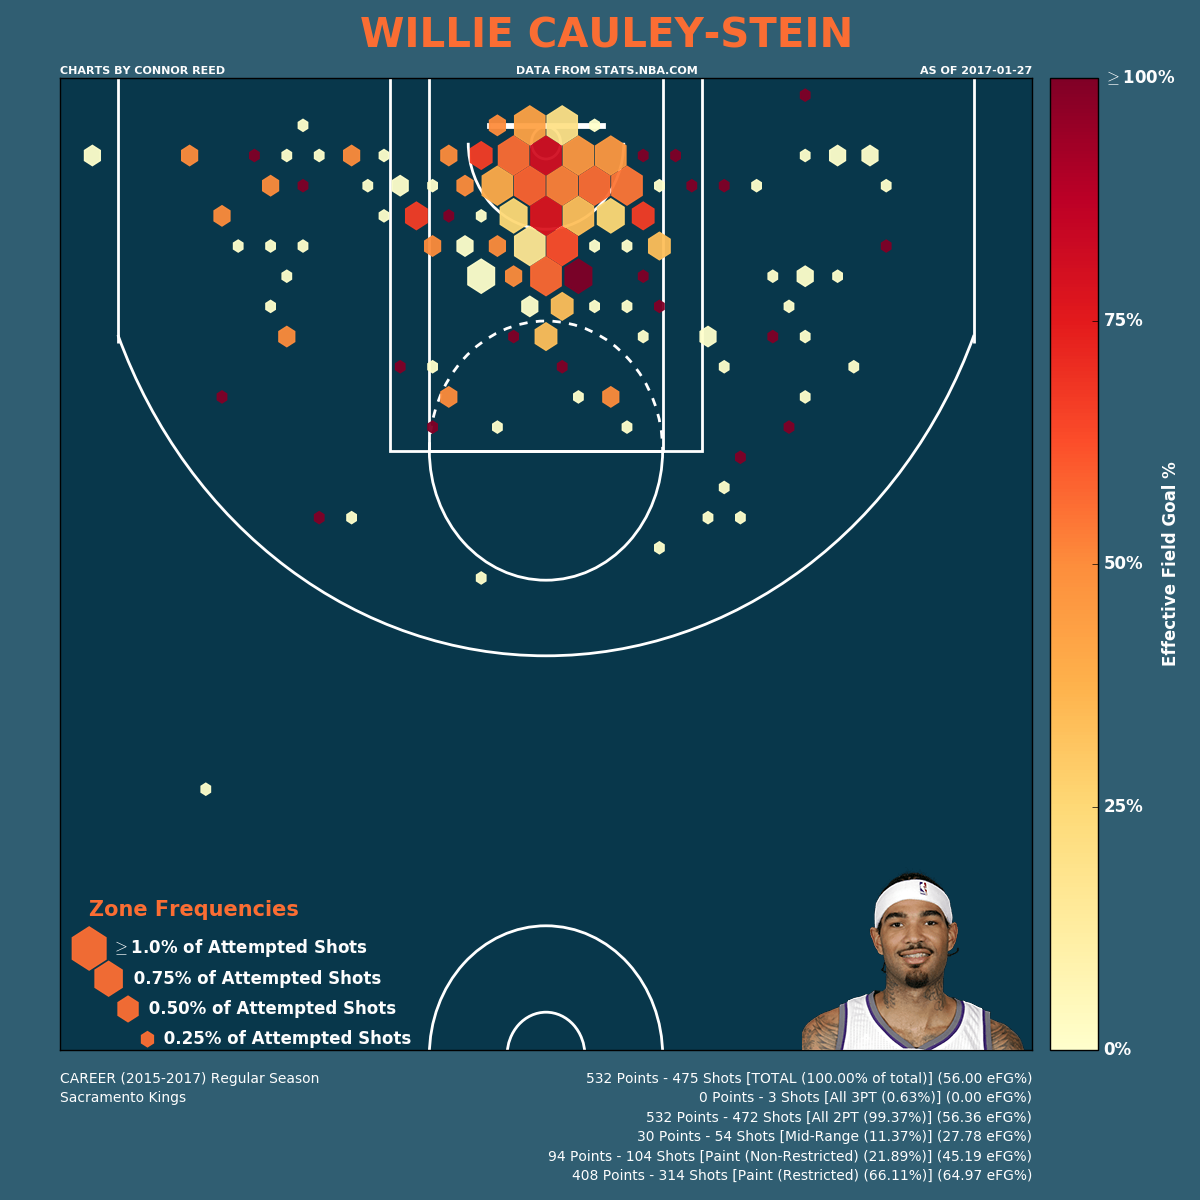 WILLIE CAULEY-STEIN
CHARTS BY CONNOR REED
DATA FROM STATS.NBA.COM
AS OF 2017-01-27
≥100%
75%
50%
25%
0%
Effective Field Goal %
Zone Frequencies
≥1.0% of Attempted Shots
0.75% of Attempted Shots
0.50% of Attempted Shots
0.25% of Attempted Shots
CAREER (2015-2017) Regular Season
Sacramento Kings
532 Points - 475 Shots [TOTAL (100.00% of total)] (56.00 eFG%)
0 Points - 3 Shots [All 3PT (0.63%)] (0.00 eFG%)
532 Points - 472 Shots [All 2PT (99.37%)] (56.36 eFG%)
30 Points - 54 Shots [Mid-Range (11.37%)] (27.78 eFG%)
94 Points - 104 Shots [Paint (Non-Restricted) (21.89%)] (45.19 eFG%)
408 Points - 314 Shots [Paint (Restricted) (66.11%)] (64.97 eFG%)